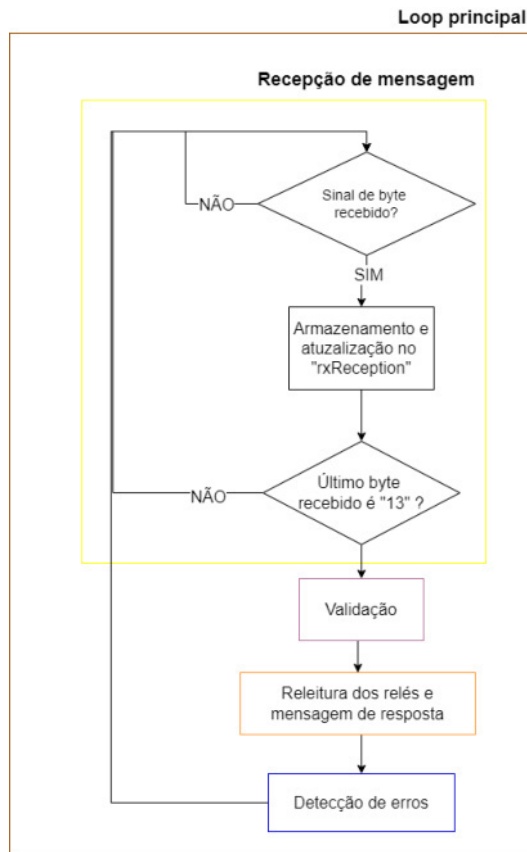 Loop principal
Recepção de mensagem
Sinal de byte
recebido?
NÃO
SIM
Armazenamento e
atuzalização no
"rxReception"
Último byte
recebido é "13" ?
NÃO
Validação
Releitura dos relés e
mensagem de resposta
Detecção de erros